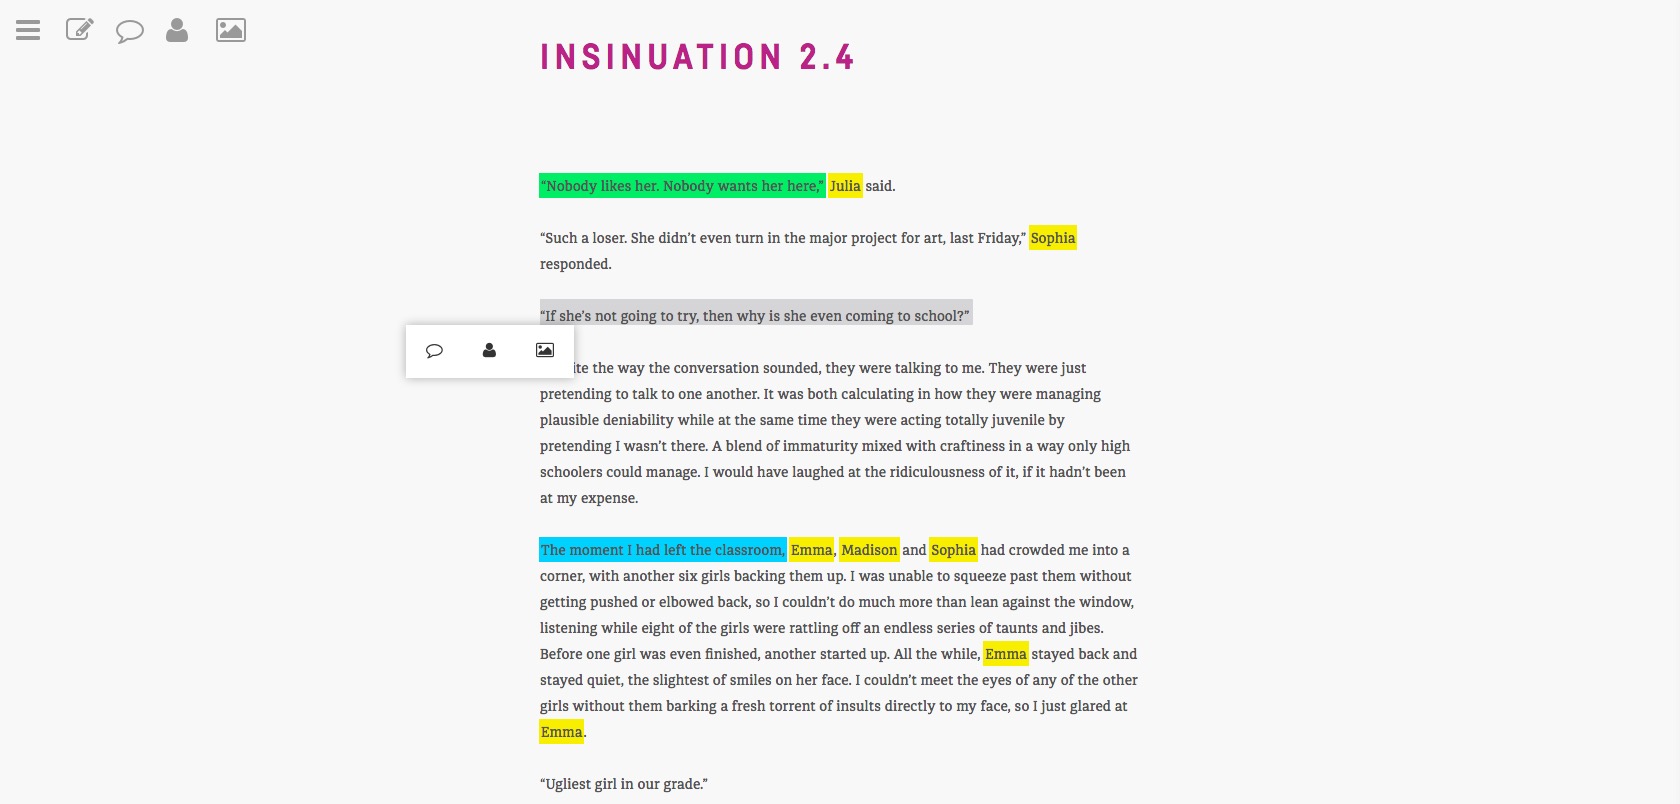 INSINUATION 2.4
“Nobody likes her. Nobody wants her here,” Julia said.
“Such a loser. She didn’t even turn in the major project for art, last Friday,” Sophia
responded.
“If she’s not going to try, then why is she even coming to school?”
ite the way the conversation sounded, they were talking to me. They were just
pretending to talk to one another. It was both calculating in how they were managing
plausible deniability while at the same time they were acting totally juvenile by
pretending I wasn’t there. A blend of immaturity mixed with craftiness in a way only high
schoolers could manage. I would have laughed at the ridiculousness of it, if it hadn’t been
at my expense.
The moment I had left the classroom, Emma, Madison and Sophia had crowded me into a
corner, with another six girls backing them up. I was unable to squeeze past them without
getting pushed or elbowed back, so I couldn’t do much more than lean against the window,
listening while eight of the girls were rattling off an endless series of taunts and jibes.
Before one girl was even finished, another started up. All the while, Emma stayed back and
stayed quiet, the slightest of smiles on her face. I couldn’t meet the eyes of any of the other
girls without them barking a fresh torrent of insults directly to my face, so I just glared at
Emma.
“Ugliest girl in our grade.”